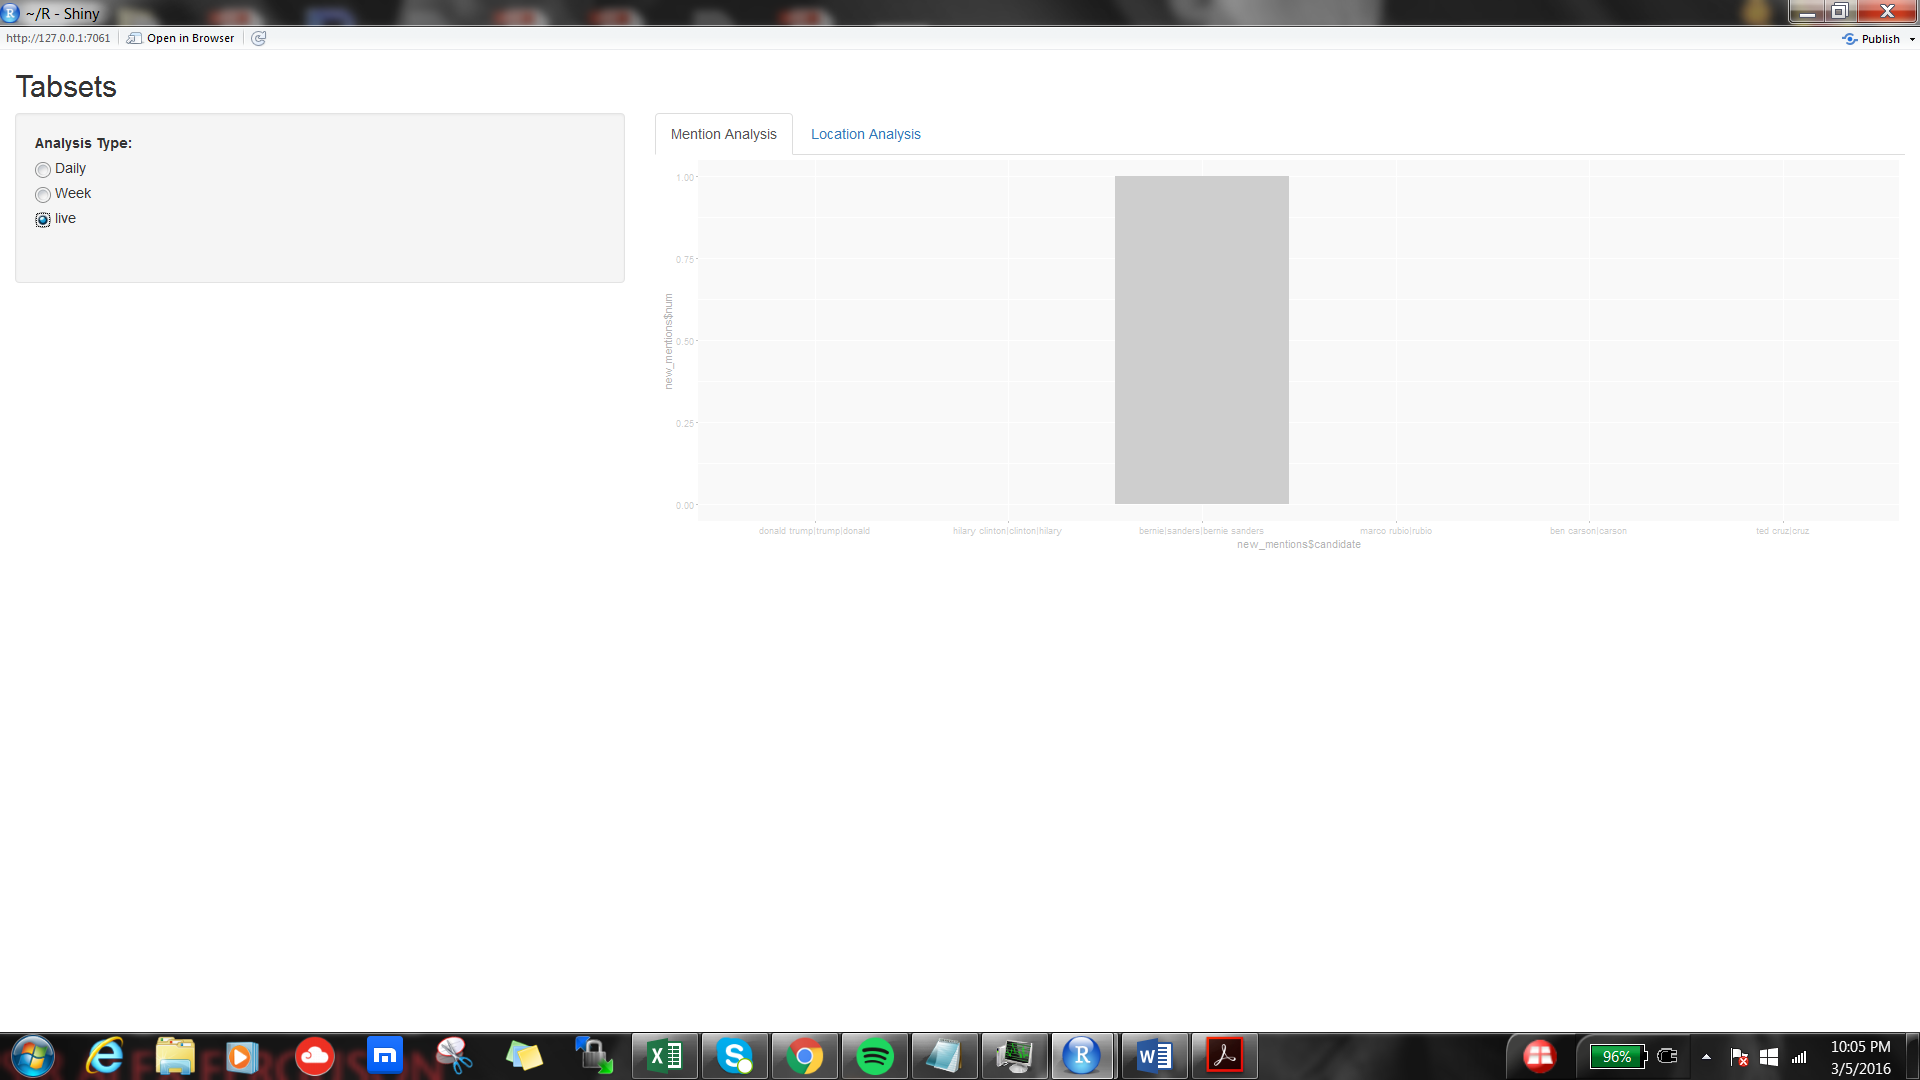 ~/R - Shiny
http://127.0.0.1:7061
Open in Browser
Publish
Tabsets
Analysis Type:
Daily
Week
live
Mention Analysis
Location Analysis
1.00
0.75
0.50
0.25
0.00
new_mentions$num
donald trump|trump|donald
hilary clinton|clinton|hilary
bernie|sanders|bernie sanders
marco rubio|rubio
ben carson|carson
ted cruz|cruz
new_mentions$candidate
96%
10:05 PM
3/5/2016